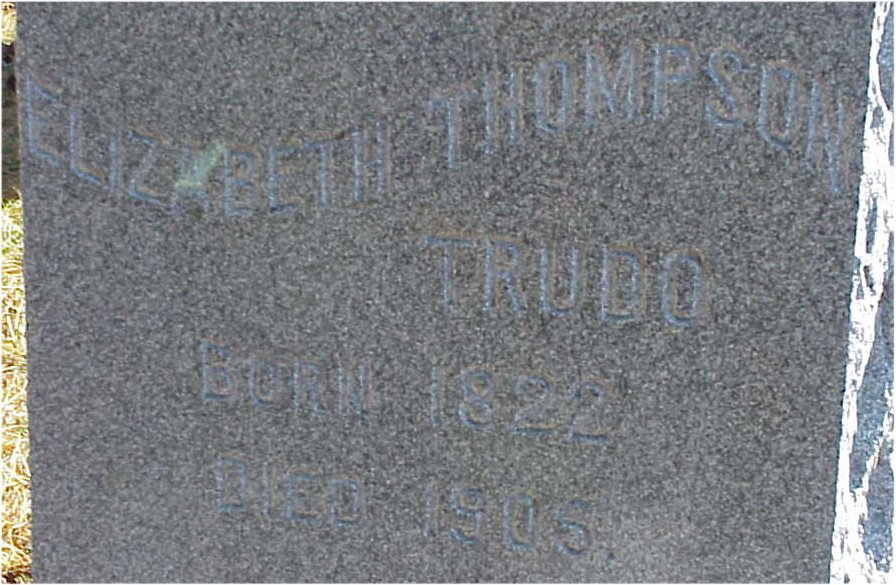 ELIZABETH THOMPSON
TRUDO
BORN 1822
DIED 1905.